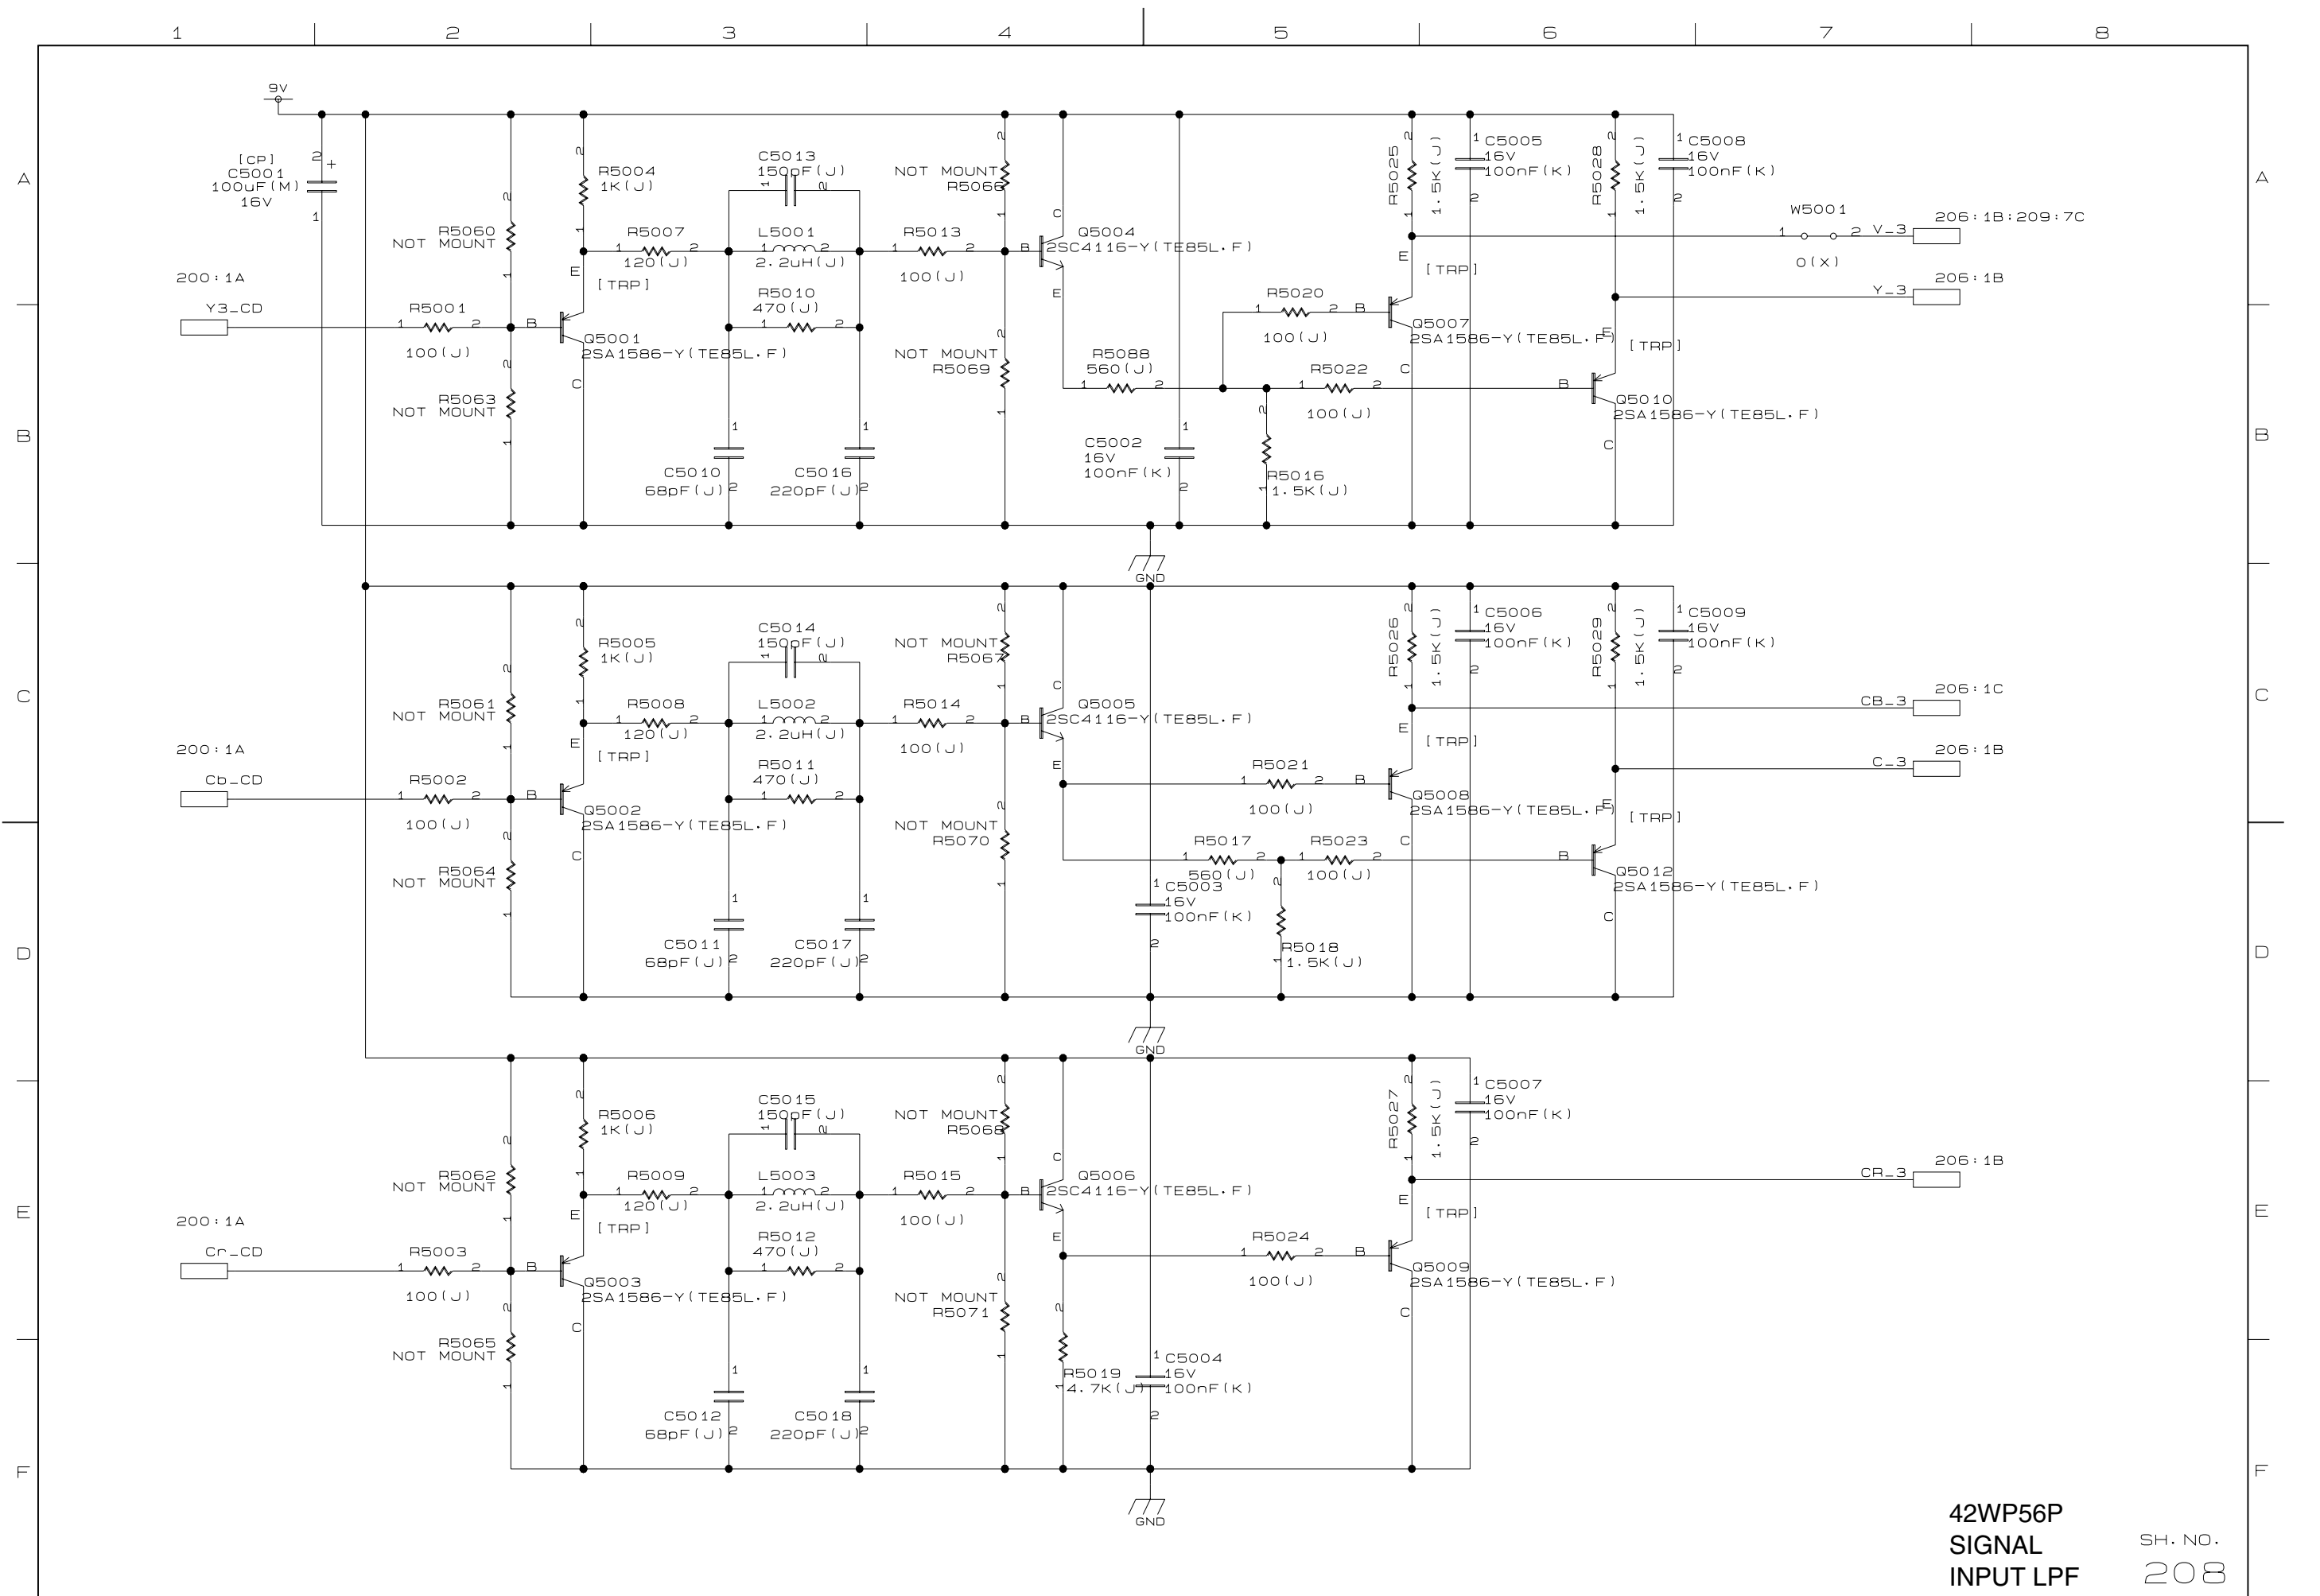 1 2 3 4 5 6 7 8
9V
[CP]
C5001
100uF(M)
16V
2 +
1
R5004
1K(J)
C5013
150pF(J)
NOT MOUNT
R5066
R5025
1.5K(J)
C5005
16V
100nF(K)
R5028
1.5K(J)
C5008
16V
100nF(K)
A A
R5060
NOT MOUNT
R5007
120(J)
L5001
2.2uH(J)
R5013
100(J)
Q5004
2SC4116-Y(TE85L.F)
W5001
0(X)
V_3
206:1B:209:7C
200:1A
Y3_CD
R5001
100(J)
[TRP]
R5010
470(J)
R5020
100(J)
[TRP]
Y_3
206:1B
Q5001
2SA1586-Y(TE85L.F)
NOT MOUNT
R5069
R5088
560(J)
R5022
100(J)
Q5007
2SA1586-Y(TE85L.F)
[TRP]
R5063
NOT MOUNT
Q5010
2SA1586-Y(TE85L.F)
B B
C5010
68pF(J)
C5016
220pF(J)
C5002
16V
100nF(K)
R5016
1.5K(J)
GND
R5005
1K(J)
C5014
150pF(J)
NOT MOUNT
R5067
R5026
1.5K(J)
C5006
16V
100nF(K)
R5029
1.5K(J)
C5009
16V
100nF(K)
C C
R5061
NOT MOUNT
R5008
120(J)
L5002
2.2uH(J)
R5014
100(J)
Q5005
2SC4116-Y(TE85L.F)
CB_3
206:1C
200:1A
Cb_CD
R5002
100(J)
[TRP]
R5011
470(J)
R5021
100(J)
[TRP]
C_3
206:1B
Q5002
2SA1586-Y(TE85L.F)
NOT MOUNT
R5070
R5017
560(J)
R5023
100(J)
Q5008
2SA1586-Y(TE85L.F)
[TRP]
R5064
NOT MOUNT
Q5012
2SA1586-Y(TE85L.F)
D D
C5011
68pF(J)
C5017
220pF(J)
C5003
16V
100nF(K)
R5018
1.5K(J)
GND
R5006
1K(J)
C5015
150pF(J)
NOT MOUNT
R5068
R5027
1.5K(J)
C5007
16V
100nF(K)
R5062
NOT MOUNT
R5009
120(J)
L5003
2.2uH(J)
R5015
100(J)
Q5006
2SC4116-Y(TE85L.F)
CR_3
206:1B
E E
200:1A
Cr_CD
R5003
100(J)
[TRP]
R5012
470(J)
R5024
100(J)
[TRP]
Q5003
2SA1586-Y(TE85L.F)
NOT MOUNT
R5071
Q5009
2SA1586-Y(TE85L.F)
R5065
NOT MOUNT
C5012
68pF(J)
C5018
220pF(J)
R5019
4.7K(J)
C5004
16V
100nF(K)
F F
GND
42WP56P
SIGNAL
INPUT LPF
SH.NO.
208